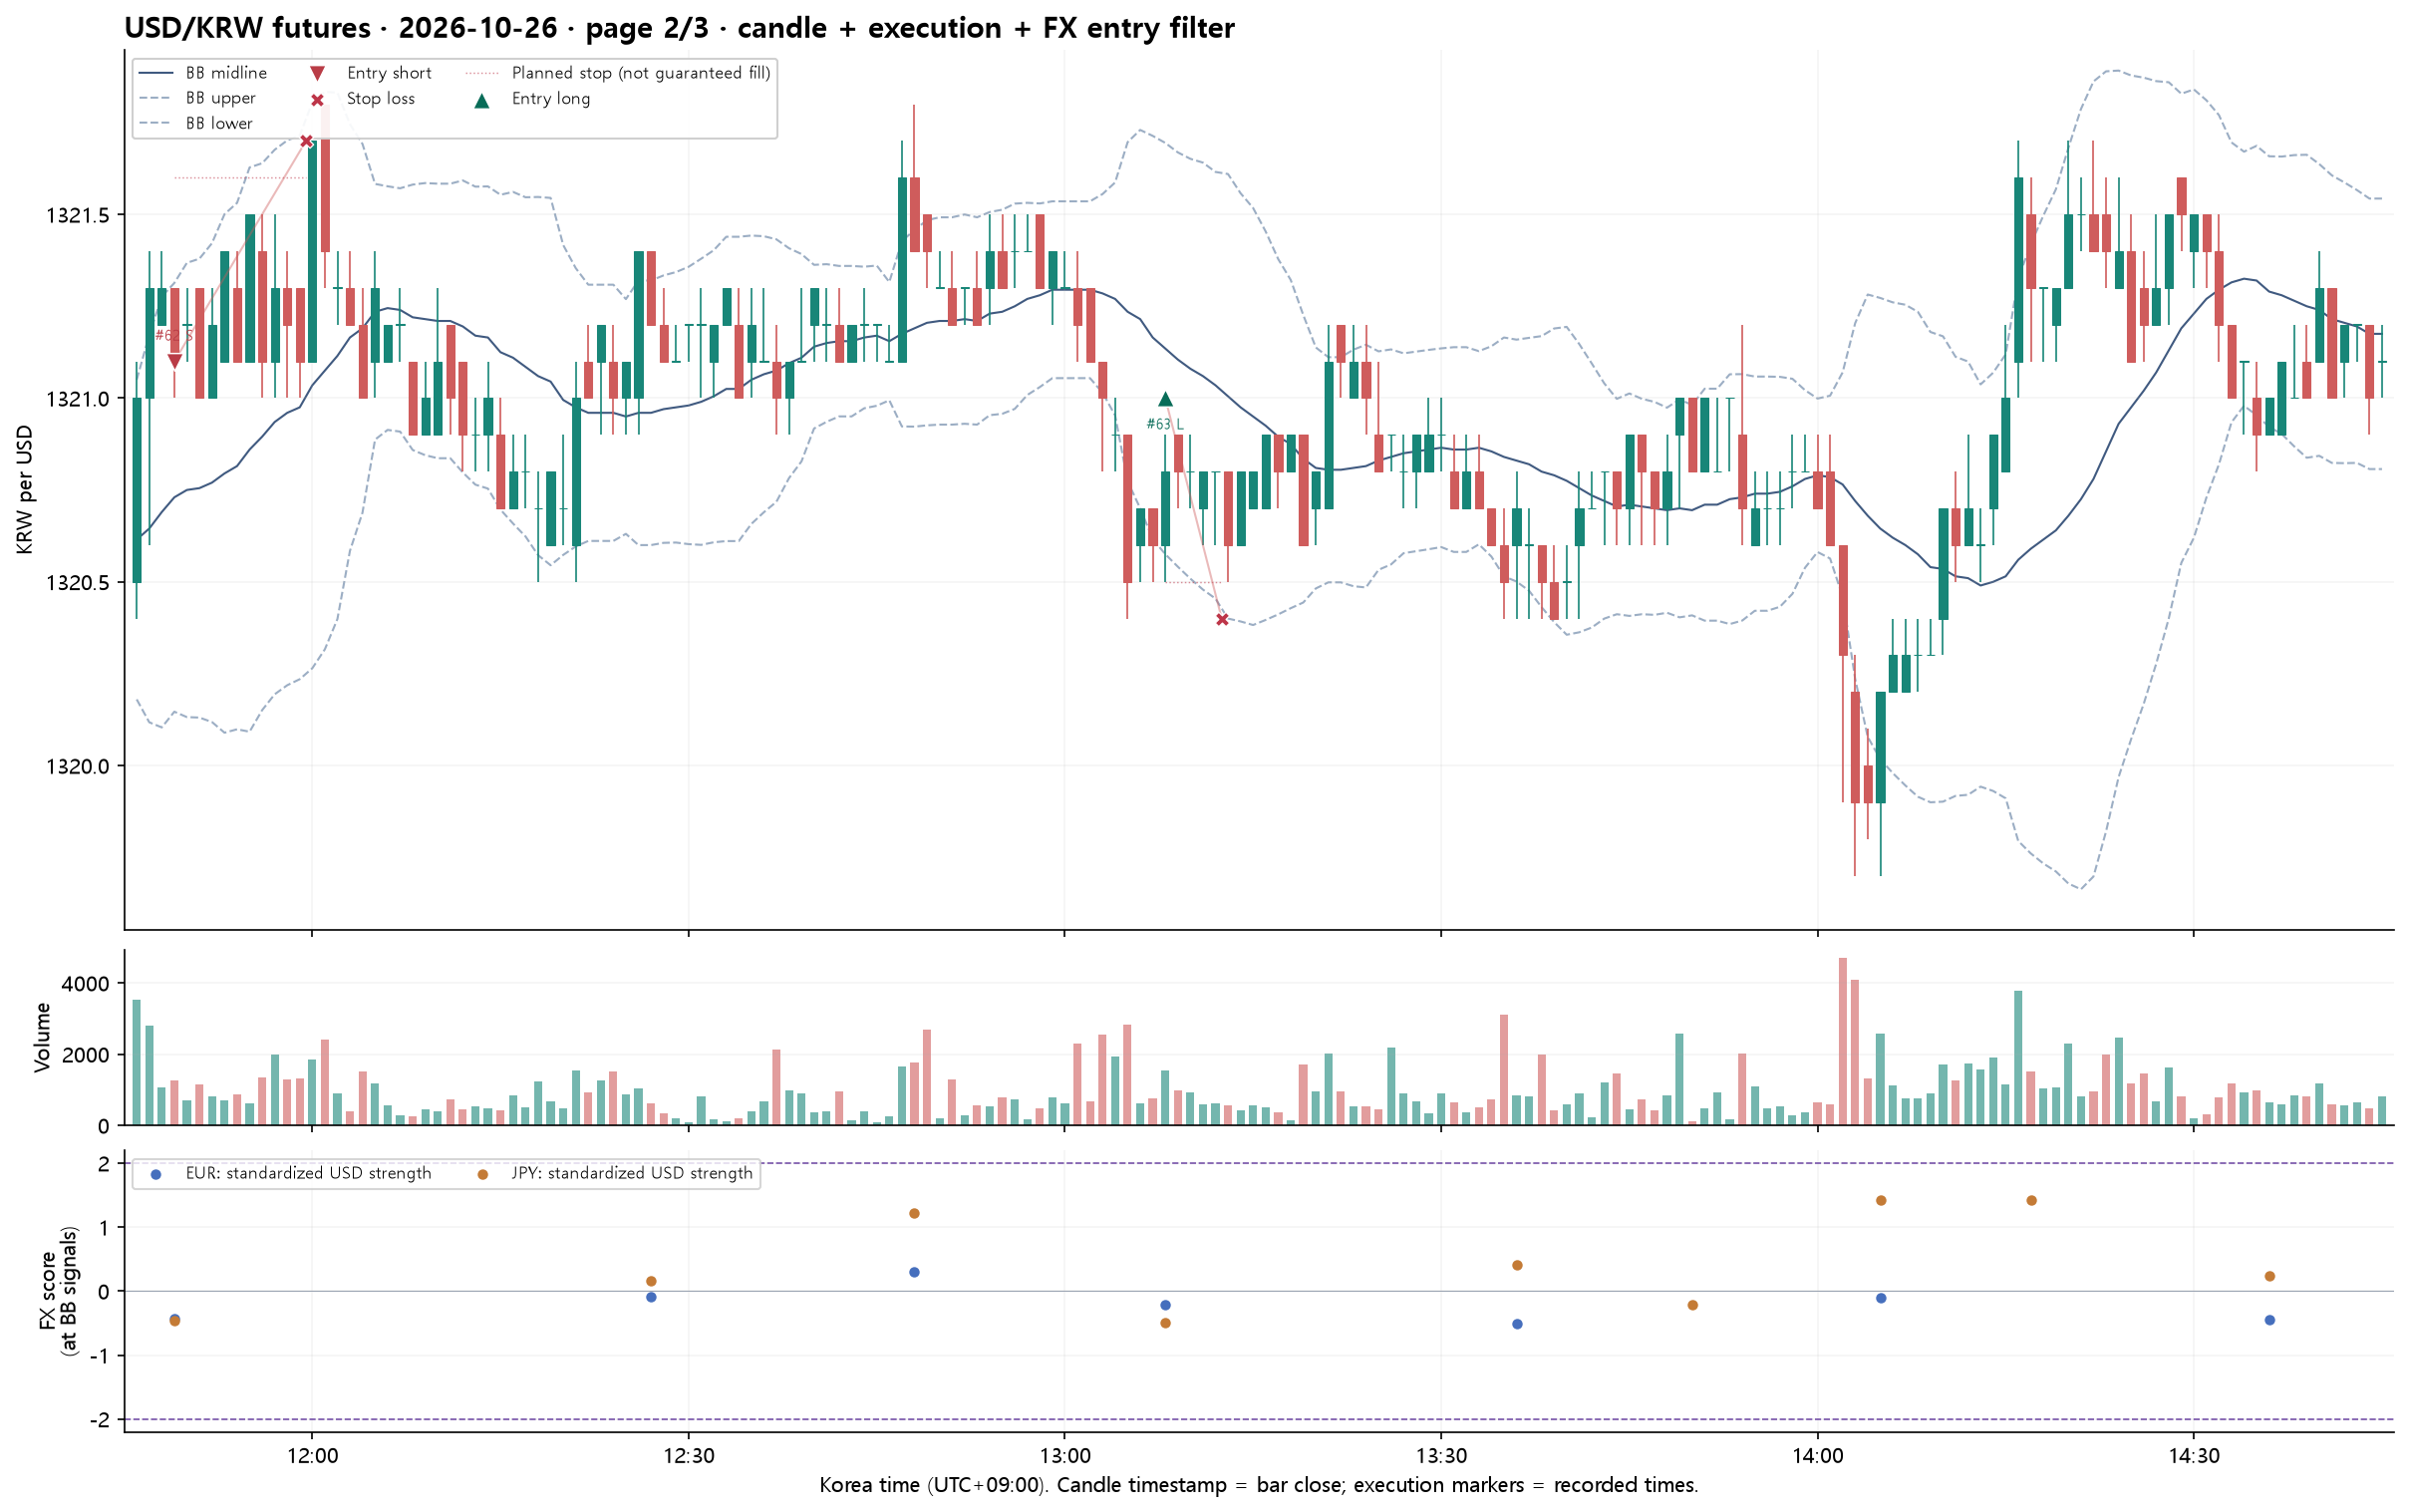 USD/KRW futures · 2026-10-26 · page 2/3 · candle + execution + FX entry filter
BB midline
BB upper
BB lower
Entry short
Stop loss
Planned stop (not guaranteed fill)
Entry long
KRW per USD
1321.5
1321.0
1320.5
1320.0
#62 S
#63 L
Volume
4000
2000
0
EUR: standardized USD strength
JPY: standardized USD strength
FX score
(at BB signals)
2
1
0
-1
-2
12:00
12:30
13:00
13:30
14:00
14:30
Korea time (UTC+09:00). Candle timestamp = bar close; execution markers = recorded times.